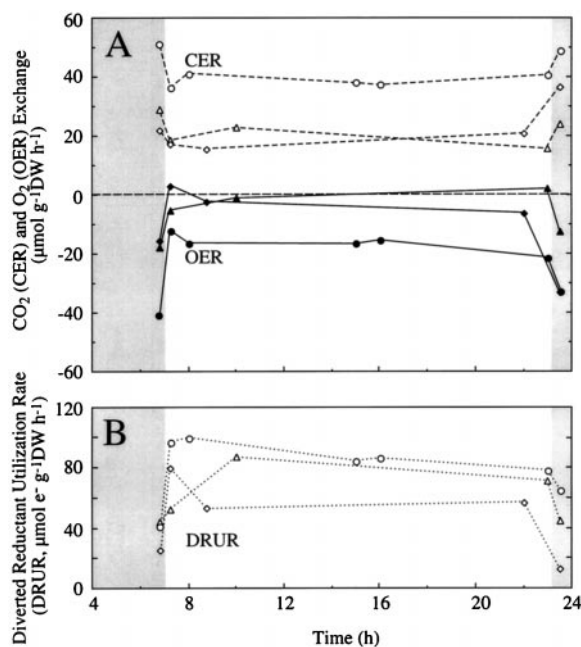 A
60
40
20
0
-20
-40
-60
CER
OER
CO₂ (CER) and O₂ (OER) Exchange
(µmol g⁻¹DW h⁻¹)
B
120
80
40
0
DRUR
Diverted Reductant Utilization Rate
(DRUR, µmol e⁻ g⁻¹DW h⁻¹)
4
8
12
16
20
24
Time (h)